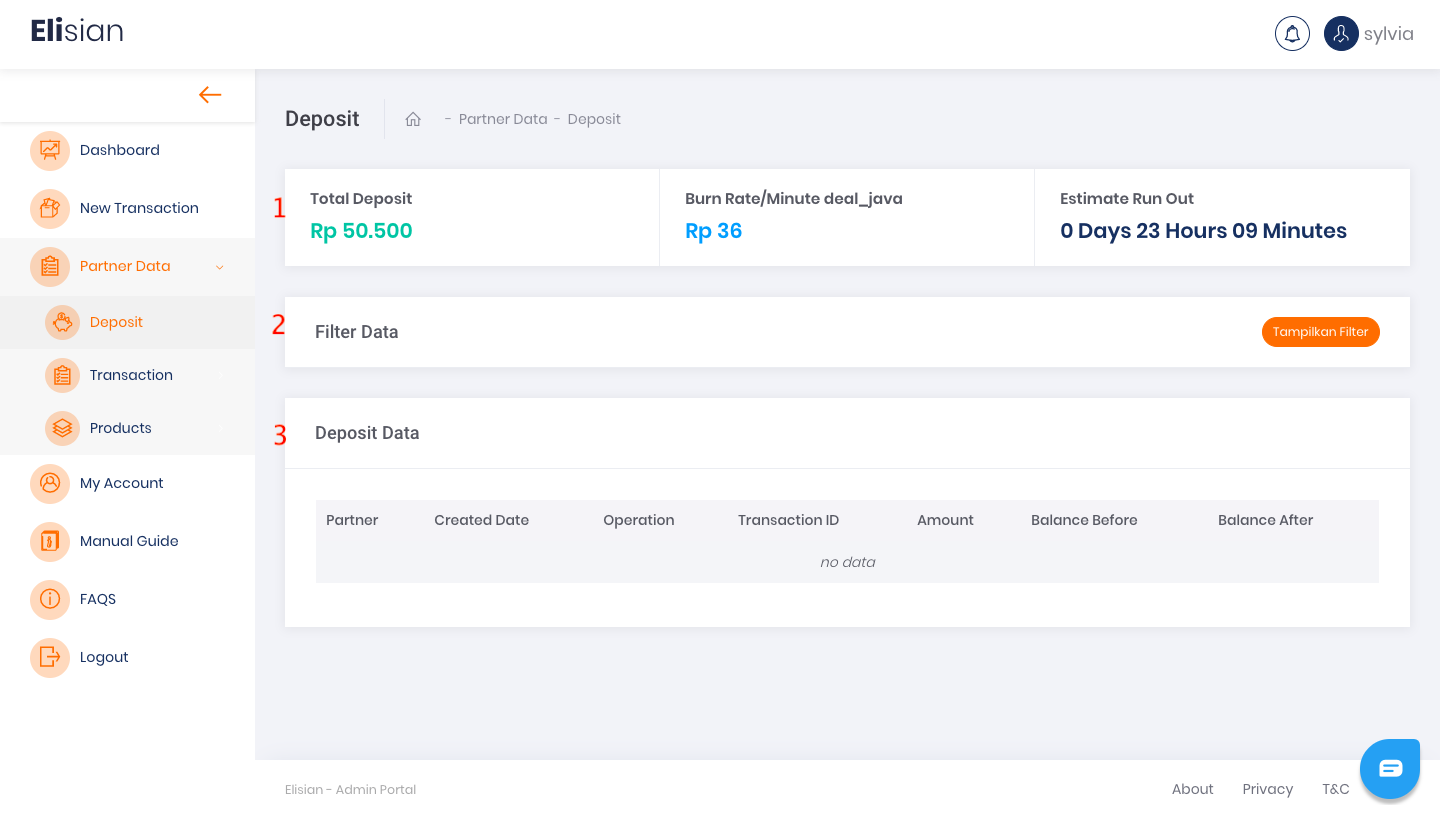 Elisian
sylvia
Dashboard
New Transaction
Partner Data
Deposit
Transaction
Products
My Account
Manual Guide
FAQS
Logout
Deposit - Partner Data - Deposit
1
Total Deposit
Rp 50.500
Burn Rate/Minute deal_java
Rp 36
Estimate Run Out
0 Days 23 Hours 09 Minutes
2
Filter Data Tampilkan Filter
3
Deposit Data
Partner Created Date Operation Transaction ID Amount Balance Before Balance After
no data
Elisian - Admin Portal About Privacy T&C